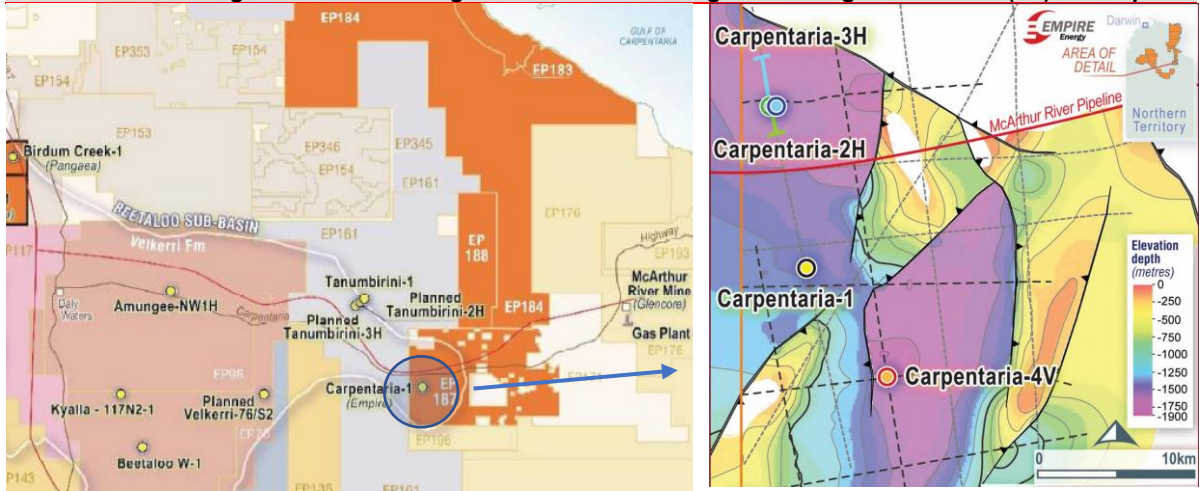 EP184
GULF OF
CARPENTARIA
EP353
EP154
EP183
EP154
EP153
EP346
EP154
EP345
EP161
EP176
Birdum Creek-1
(Pangaea)
BEETALOO SUB-BASIN
Velkerri Fm
EP161
EP
188
Highway
EP193
EP117
Tanumbirini-1
Planned
Tanumbirini-2H
EP184
McArthur
River Mine
(Glencore)
Gas Plant
Daly
Waters
Amungee-NW1H
Carpentaria
Planned
Tanumbirini-3H
EP176
EP98
Carpentaria-1
(Empire)
EP
187
Kyalla - 117N2-1
Planned
Velkerri-76/S2
EP76
Beetaloo W-1
EP106
EP143
EP136
EP161
Carpentaria-3H
EMPIRE
Energy
Darwin
AREA OF
DETAIL
Northern
Territory
McArthur River Pipeline
Carpentaria-2H
Carpentaria-1
Carpentaria-4V
Elevation
depth
(metres)
0
-250
-500
-750
-1000
-1250
-1500
-1750
-1900
0 10km